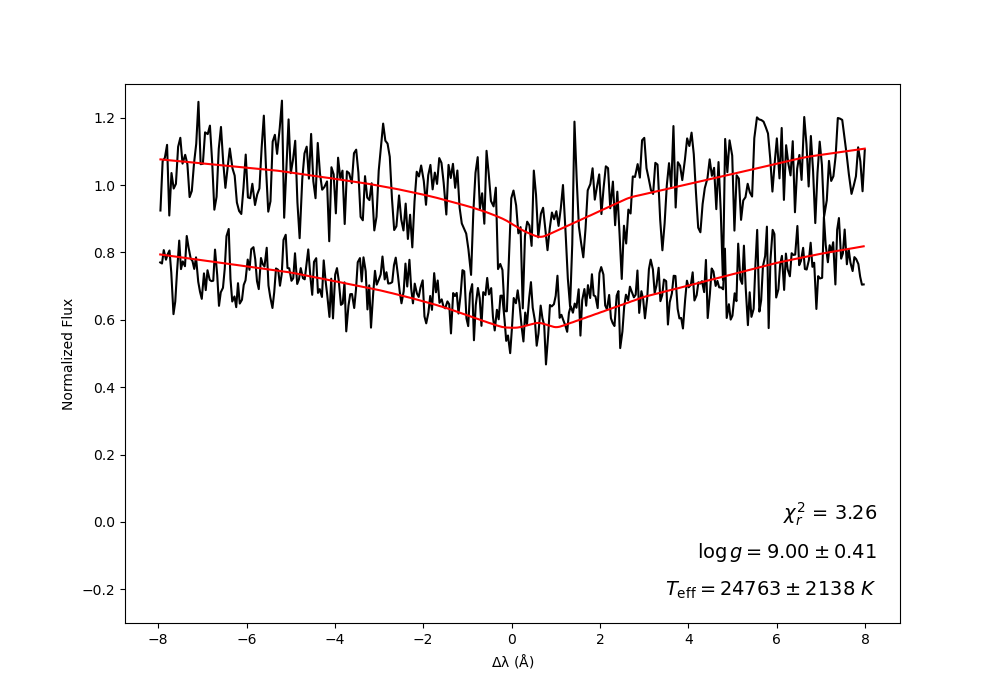 1.2
1.0
0.8
0.6
0.4
0.2
0.0
−0.2
Normalized Flux
χ²ᵣ = 3.26
log g = 9.00 ± 0.41
T_eff = 24763 ± 2138 K
−8 −6 −4 −2 0 2 4 6 8
Δλ (Å)